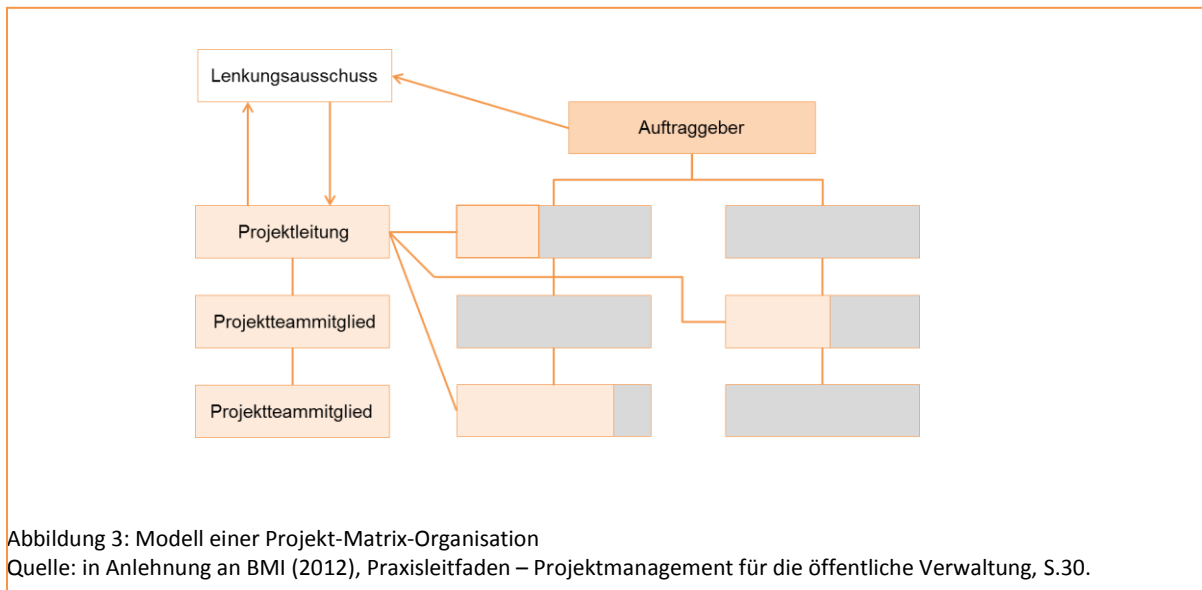 Lenkungsausschuss
Auftraggeber
Projektleitung
Projektteammitglied
Projektteammitglied
Abbildung 3: Modell einer Projekt-Matrix-Organisation
Quelle: in Anlehnung an BMI (2012), Praxisleitfaden – Projektmanagement für die öffentliche Verwaltung, S.30.